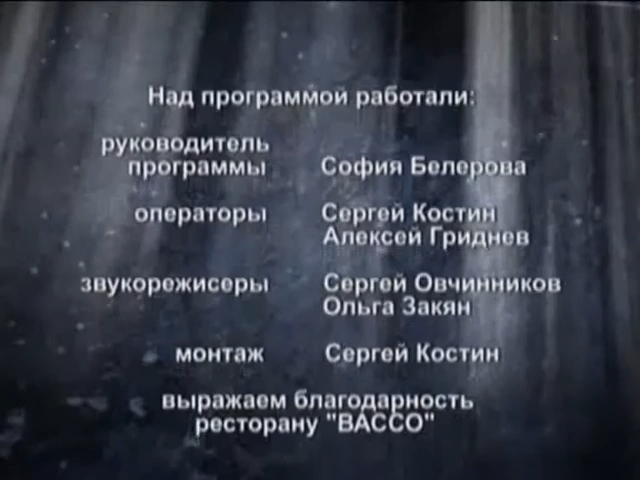 Над программой работали:
руководитель
программы София Белерова
операторы Сергей Костин
Алексей Гриднев
звукорежисеры Сергей Овчинников
Ольга Закян
монтаж Сергей Костин
выражаем благодарность
ресторану "ВАССО"